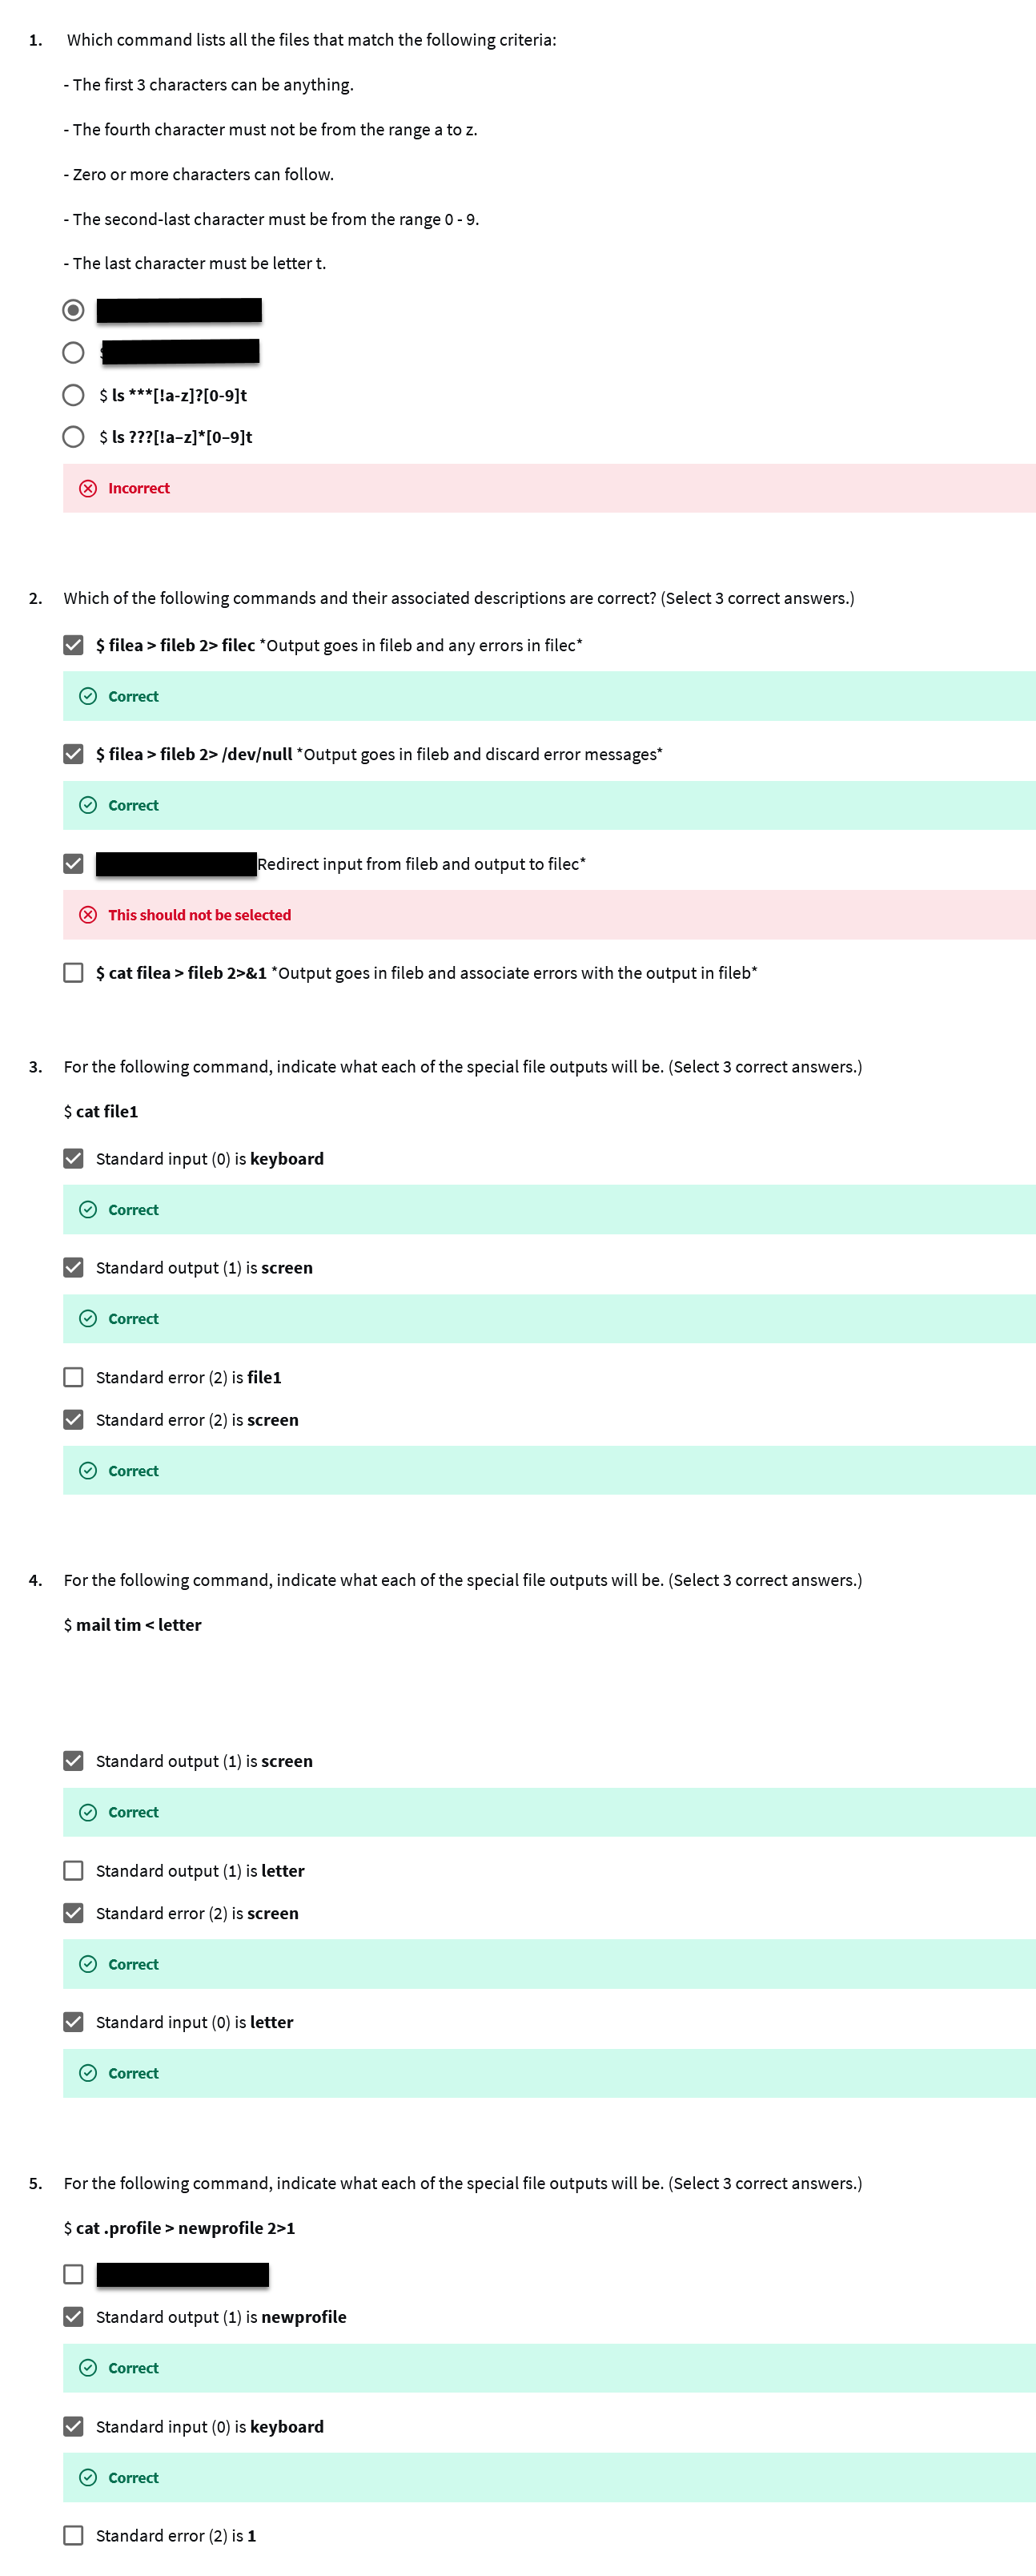 1. Which command lists all the files that match the following criteria:
- The first 3 characters can be anything.
- The fourth character must not be from the range a to z.
- Zero or more characters can follow.
- The second-last character must be from the range 0 - 9.
- The last character must be letter t.
$ ls ***[!a-z]?[0-9]t
$ ls ???[!a–z]*[0–9]t
Incorrect
2. Which of the following commands and their associated descriptions are correct? (Select 3 correct answers.)
$ filea > fileb 2> filec *Output goes in fileb and any errors in filec*
Correct
$ filea > fileb 2> /dev/null *Output goes in fileb and discard error messages*
Correct
Redirect input from fileb and output to filec*
This should not be selected
$ cat filea > fileb 2>&1 *Output goes in fileb and associate errors with the output in fileb*
3. For the following command, indicate what each of the special file outputs will be. (Select 3 correct answers.)
$ cat file1
Standard input (0) is keyboard
Correct
Standard output (1) is screen
Correct
Standard error (2) is file1
Standard error (2) is screen
Correct
4. For the following command, indicate what each of the special file outputs will be. (Select 3 correct answers.)
$ mail tim < letter
Standard output (1) is screen
Correct
Standard output (1) is letter
Standard error (2) is screen
Correct
Standard input (0) is letter
Correct
5. For the following command, indicate what each of the special file outputs will be. (Select 3 correct answers.)
$ cat .profile > newprofile 2>1
Standard output (1) is newprofile
Correct
Standard input (0) is keyboard
Correct
Standard error (2) is 1